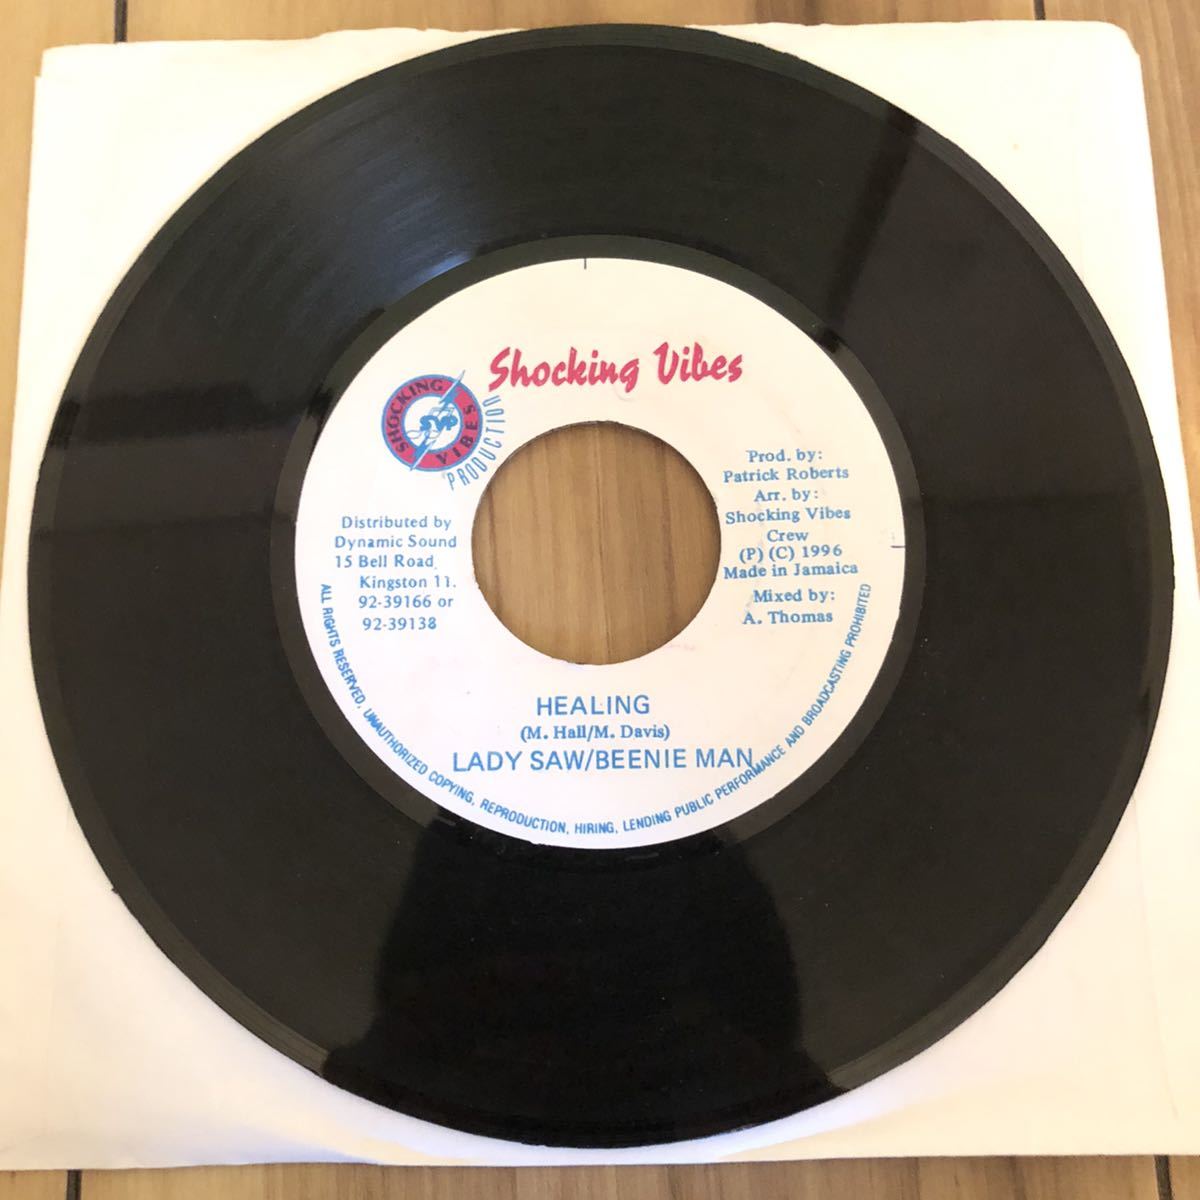 Shocking Vibes
SHOCKING VIBES
SVP
PRODUCTION
Distributed by
Dynamic Sound
15 Bell Road
Kingston 11.
92-39166 or
92-39138
Prod. by:
Patrick Roberts
Arr. by:
Shocking Vibes
Crew
(P) (C) 1996
Made in Jamaica
Mixed by:
A. Thomas
HEALING
(M. Hall/M. Davis)
LADY SAW/BEENIE MAN
ALL RIGHTS RESERVED, UNAUTHORIZED COPYING, REPRODUCTION, HIRING, LENDING PUBLIC PERFORMANCE AND BROADCASTING PROHIBITED